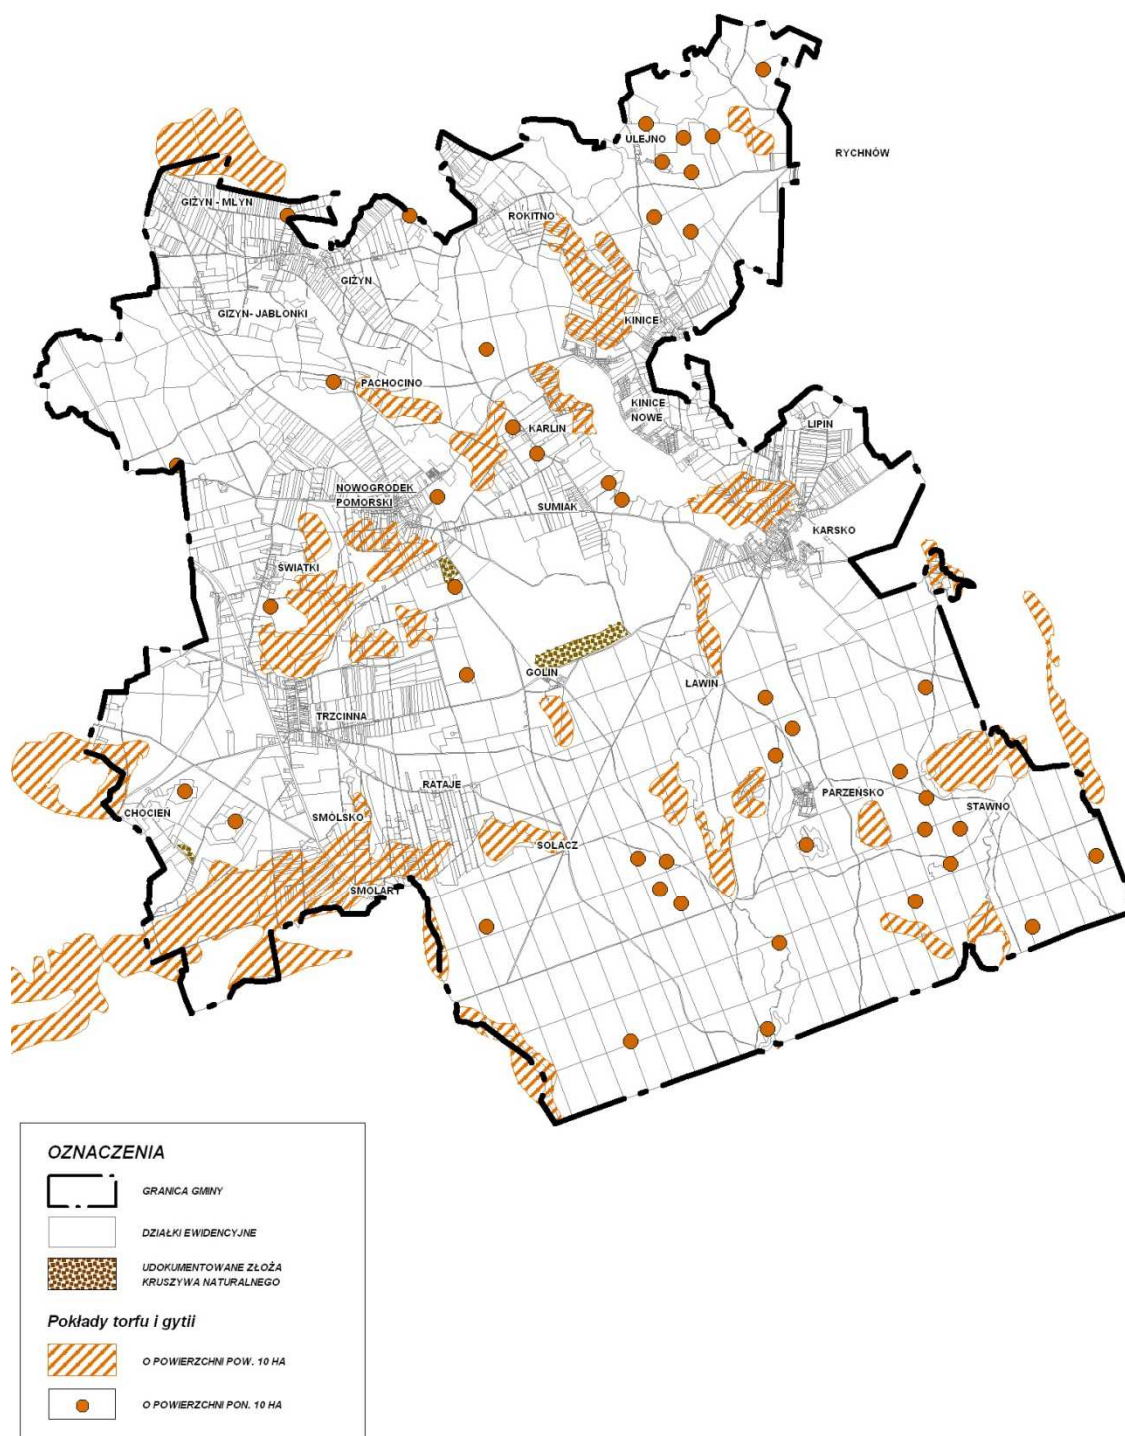 ULEJNO
RYCHNÓW
GIŻYN - MŁYN
ROKITNO
GIŻYN
GIŻYN- JABŁONKI
KINICE
PACHOCINO
KINICE
NOWE
KARLIN
LIPIN
NOWOGRÓDEK
POMORSKI
SUMIAK
KARSKO
ŚWIATKI
GOLIN
ŁAWIN
TRZCINNA
RATAJE
PARZEŃSKO
CHOCIEŃ
SMÓLSKO
STAWNO
SOŁACZ
SMOLARY
OZNACZENIA
GRANICA GMINY
DZIAŁKI EWIDENCYJNE
UDOKUMENTOWANE ZŁOŻA
KRUSZYWA NATURALNEGO
Pokłady torfu i gytii
O POWIERZCHNI POW. 10 HA
O POWIERZCHNI PON. 10 HA